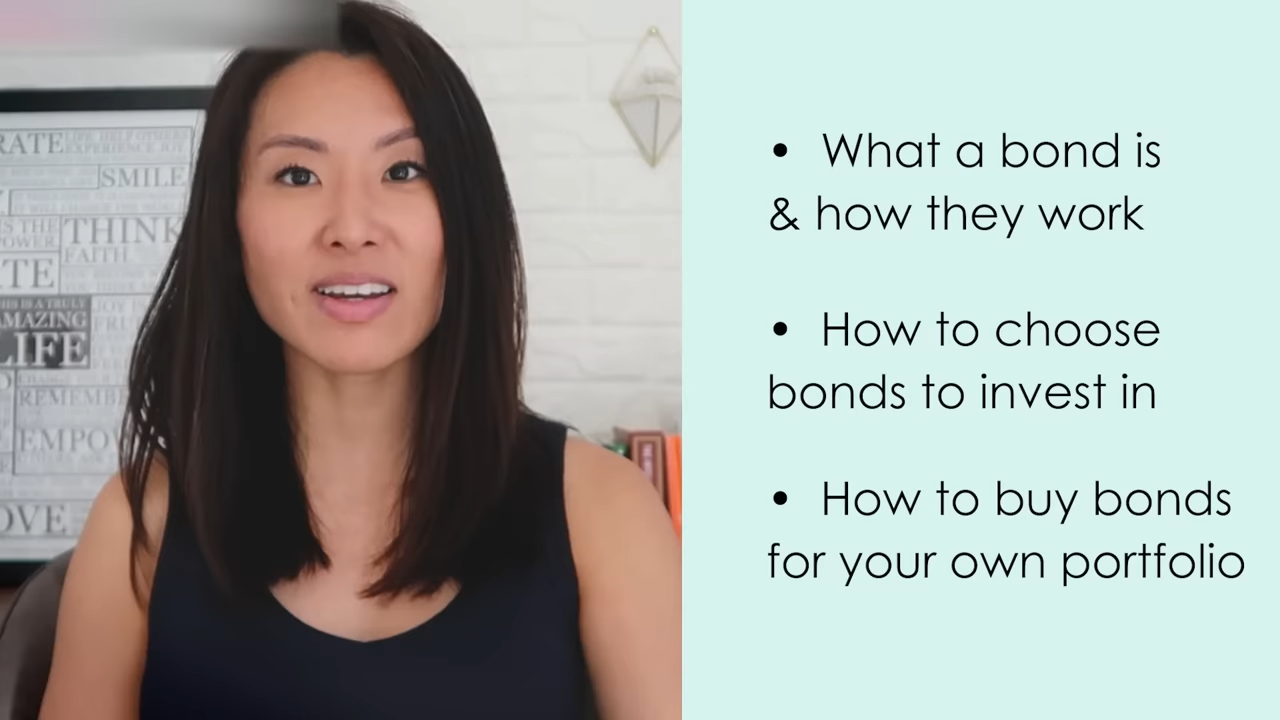 RATE
SMILE
THINK
FAITH
AMAZING
LIFE
• What a bond is
& how they work
• How to choose
bonds to invest in
• How to buy bonds
for your own portfolio